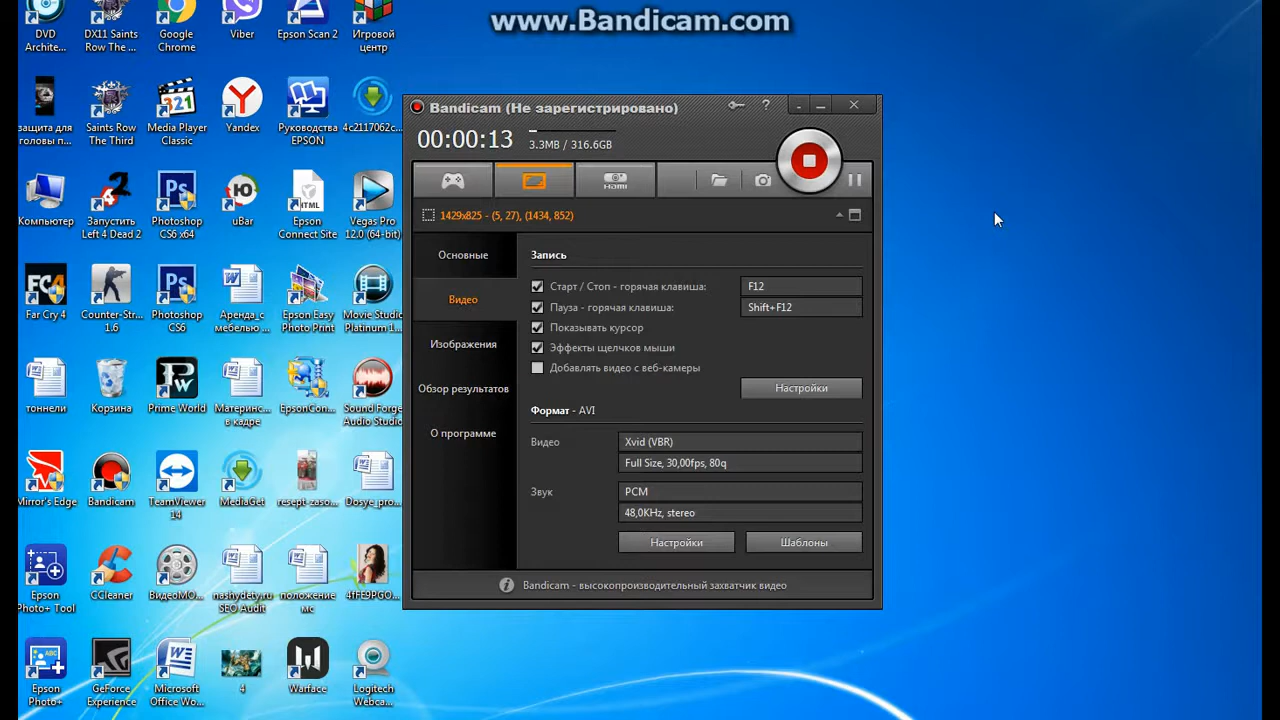 www.Bandicam.com
DVD
Archite...
DX11 Saints
Row The ...
Google
Chrome
Viber
Epson Scan 2
Игровой
центр
защита для
головы п...
Saints Row
The Third
Media Player
Classic
Yandex
Руководства
EPSON
4c2117062c...
Компьютер
Запустить
Left 4 Dead 2
Photoshop
CS6 x64
uBar
Epson
Connect Site
Vegas Pro
12.0 (64-bit)
Far Cry 4
Counter-Str...
1.6
Photoshop
CS6
Аренда_с
мебелью ...
Epson Easy
Photo Print
Movie Studio
Platinum 1...
тоннели
Корзина
Prime World
Материнс...
в кадре
EpsonCon...
Sound Forge
Audio Studio
Mirror's Edge
Bandicam
TeamViewer
14
MediaGet
resept_zaso...
Dosye_pro...
Epson
Photo+ Tool
CCleaner
ВидеоМО...
nashydety.ru
SEO Audit
положение
мс
4fFE9PGO...
Epson
Photo+
GeForce
Experience
Microsoft
Office Wo...
4
Warface
Logitech
Webca...
Bandicam (Не зарегистрировано)
00:00:13
3.3MB / 316.6GB
HDMI
1429x825 - (5, 27), (1434, 852)
Основные
Видео
Изображения
Обзор результатов
О программе
Запись
Старт / Стоп - горячая клавиша:
F12
Пауза - горячая клавиша:
Shift+F12
Показывать курсор
Эффекты щелчков мыши
Добавлять видео с веб-камеры
Настройки
Формат - AVI
Видео
Xvid (VBR)
Full Size, 30,00fps, 80q
Звук
PCM
48,0KHz, stereo
Настройки
Шаблоны
Bandicam - высокопроизводительный захватчик видео